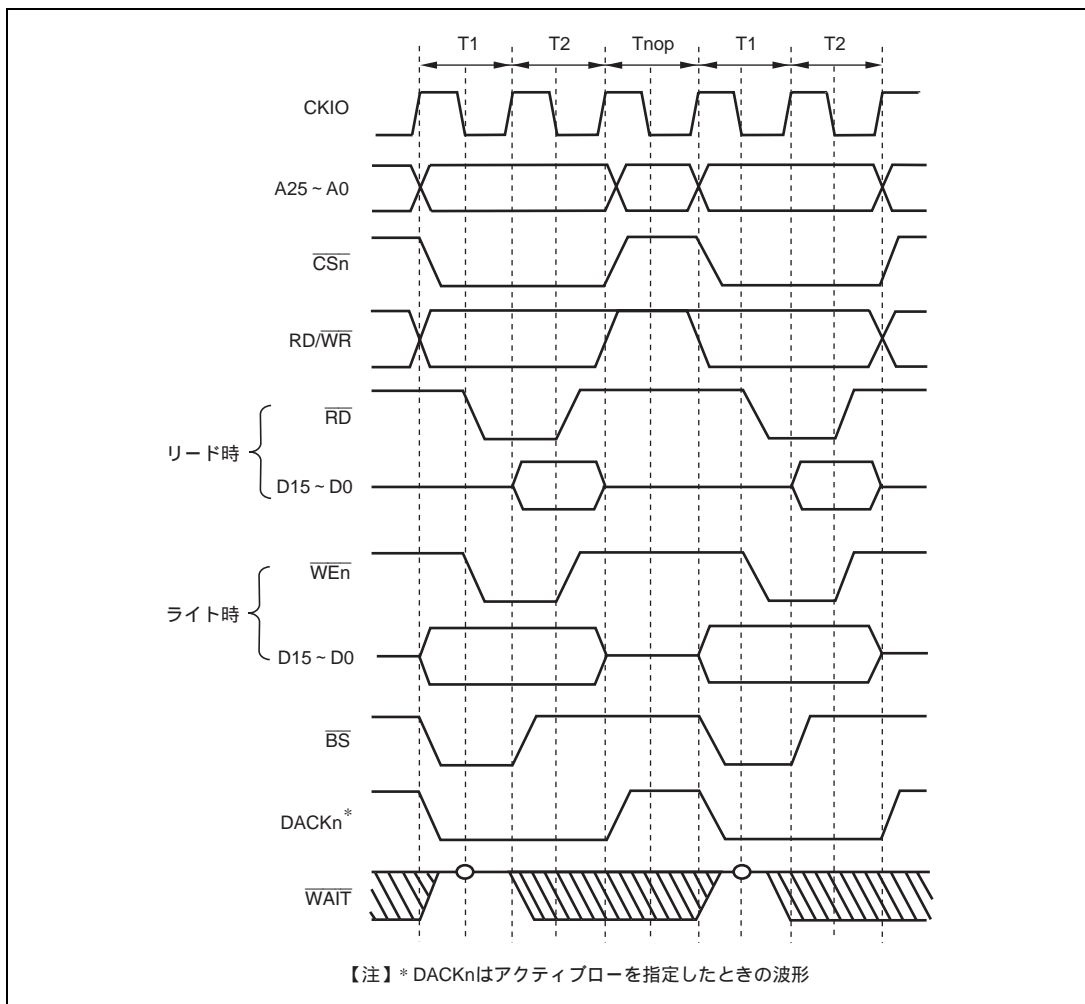 T1 T2 Tnop T1 T2
CKIO
A25 ~ A0
CSn
RD/WR
RD
リード時
D15 ~ D0
WEn
ライト時
D15 ~ D0
BS
DACKn*
WAIT
【注】* DACKnはアクティブローを指定したときの波形